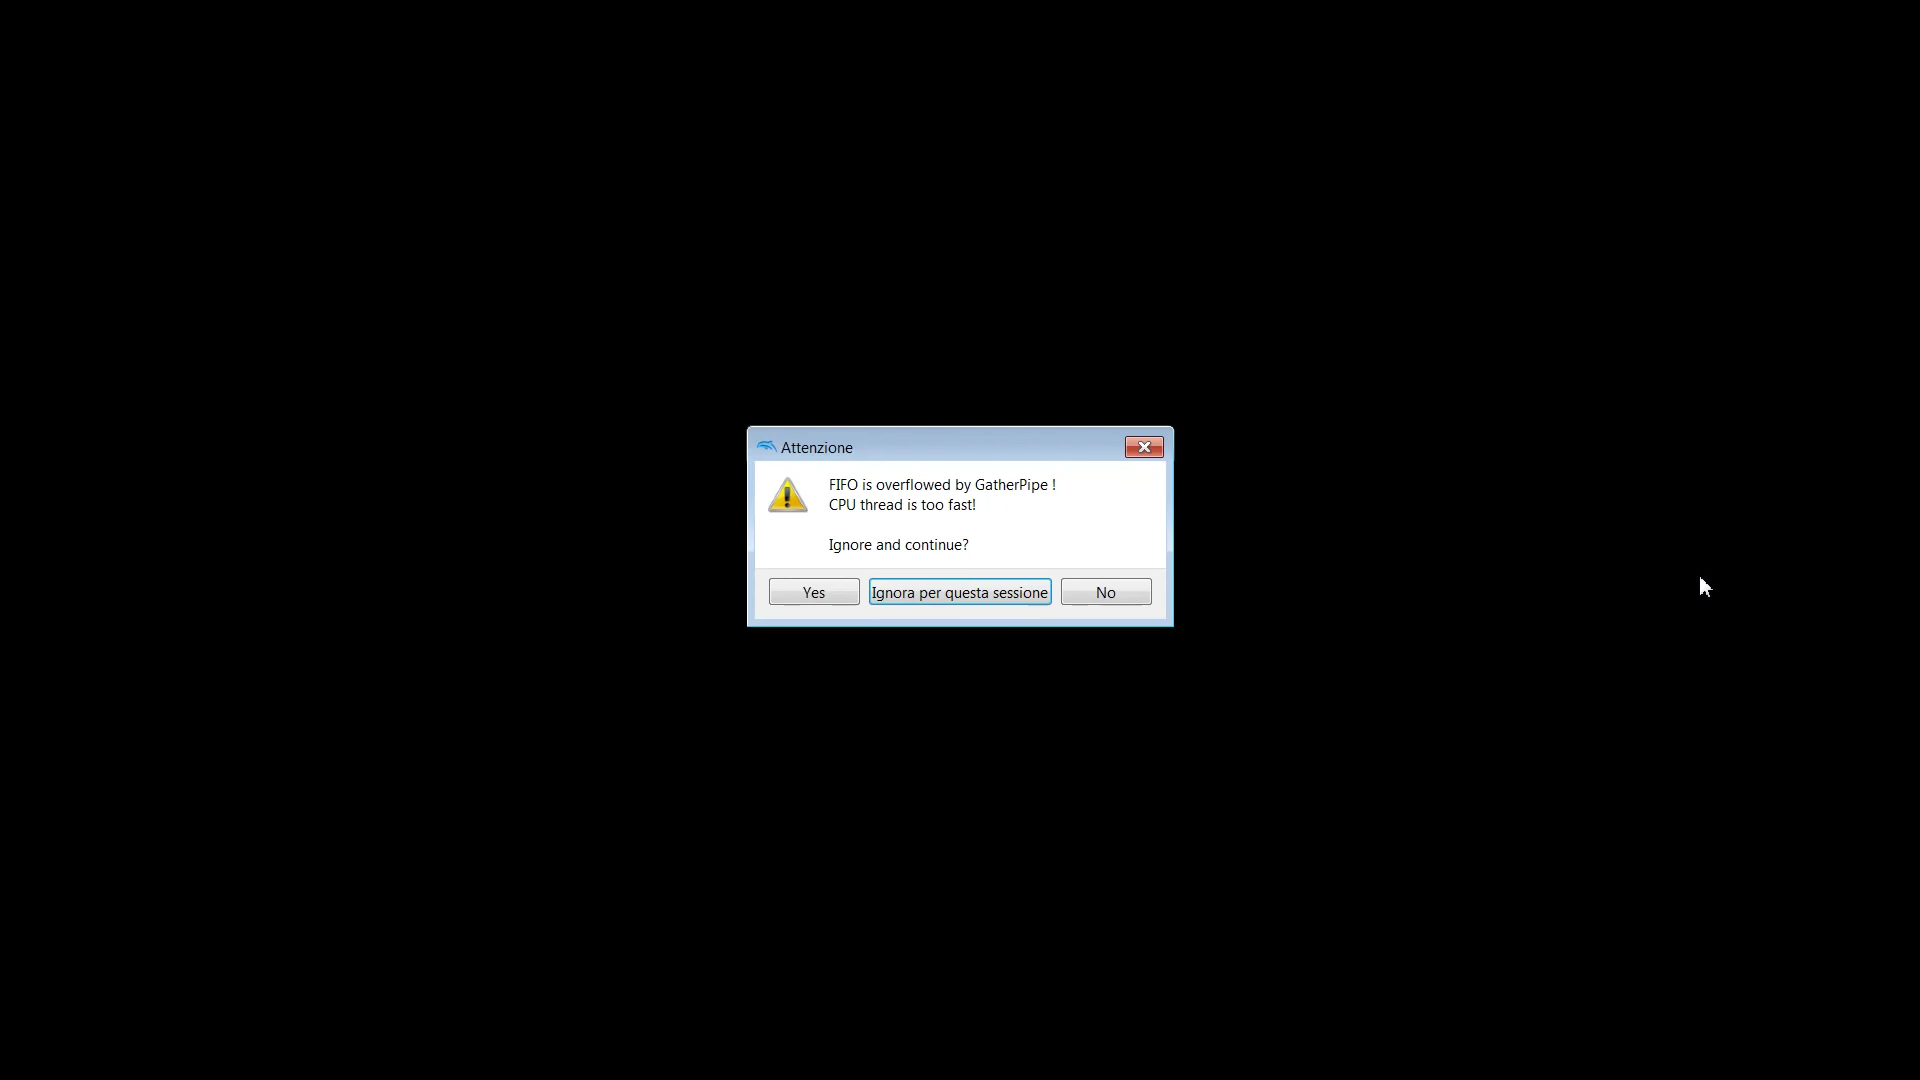 Attenzione
FIFO is overflowed by GatherPipe !
CPU thread is too fast!
Ignore and continue?
Yes
Ignora per questa sessione
No